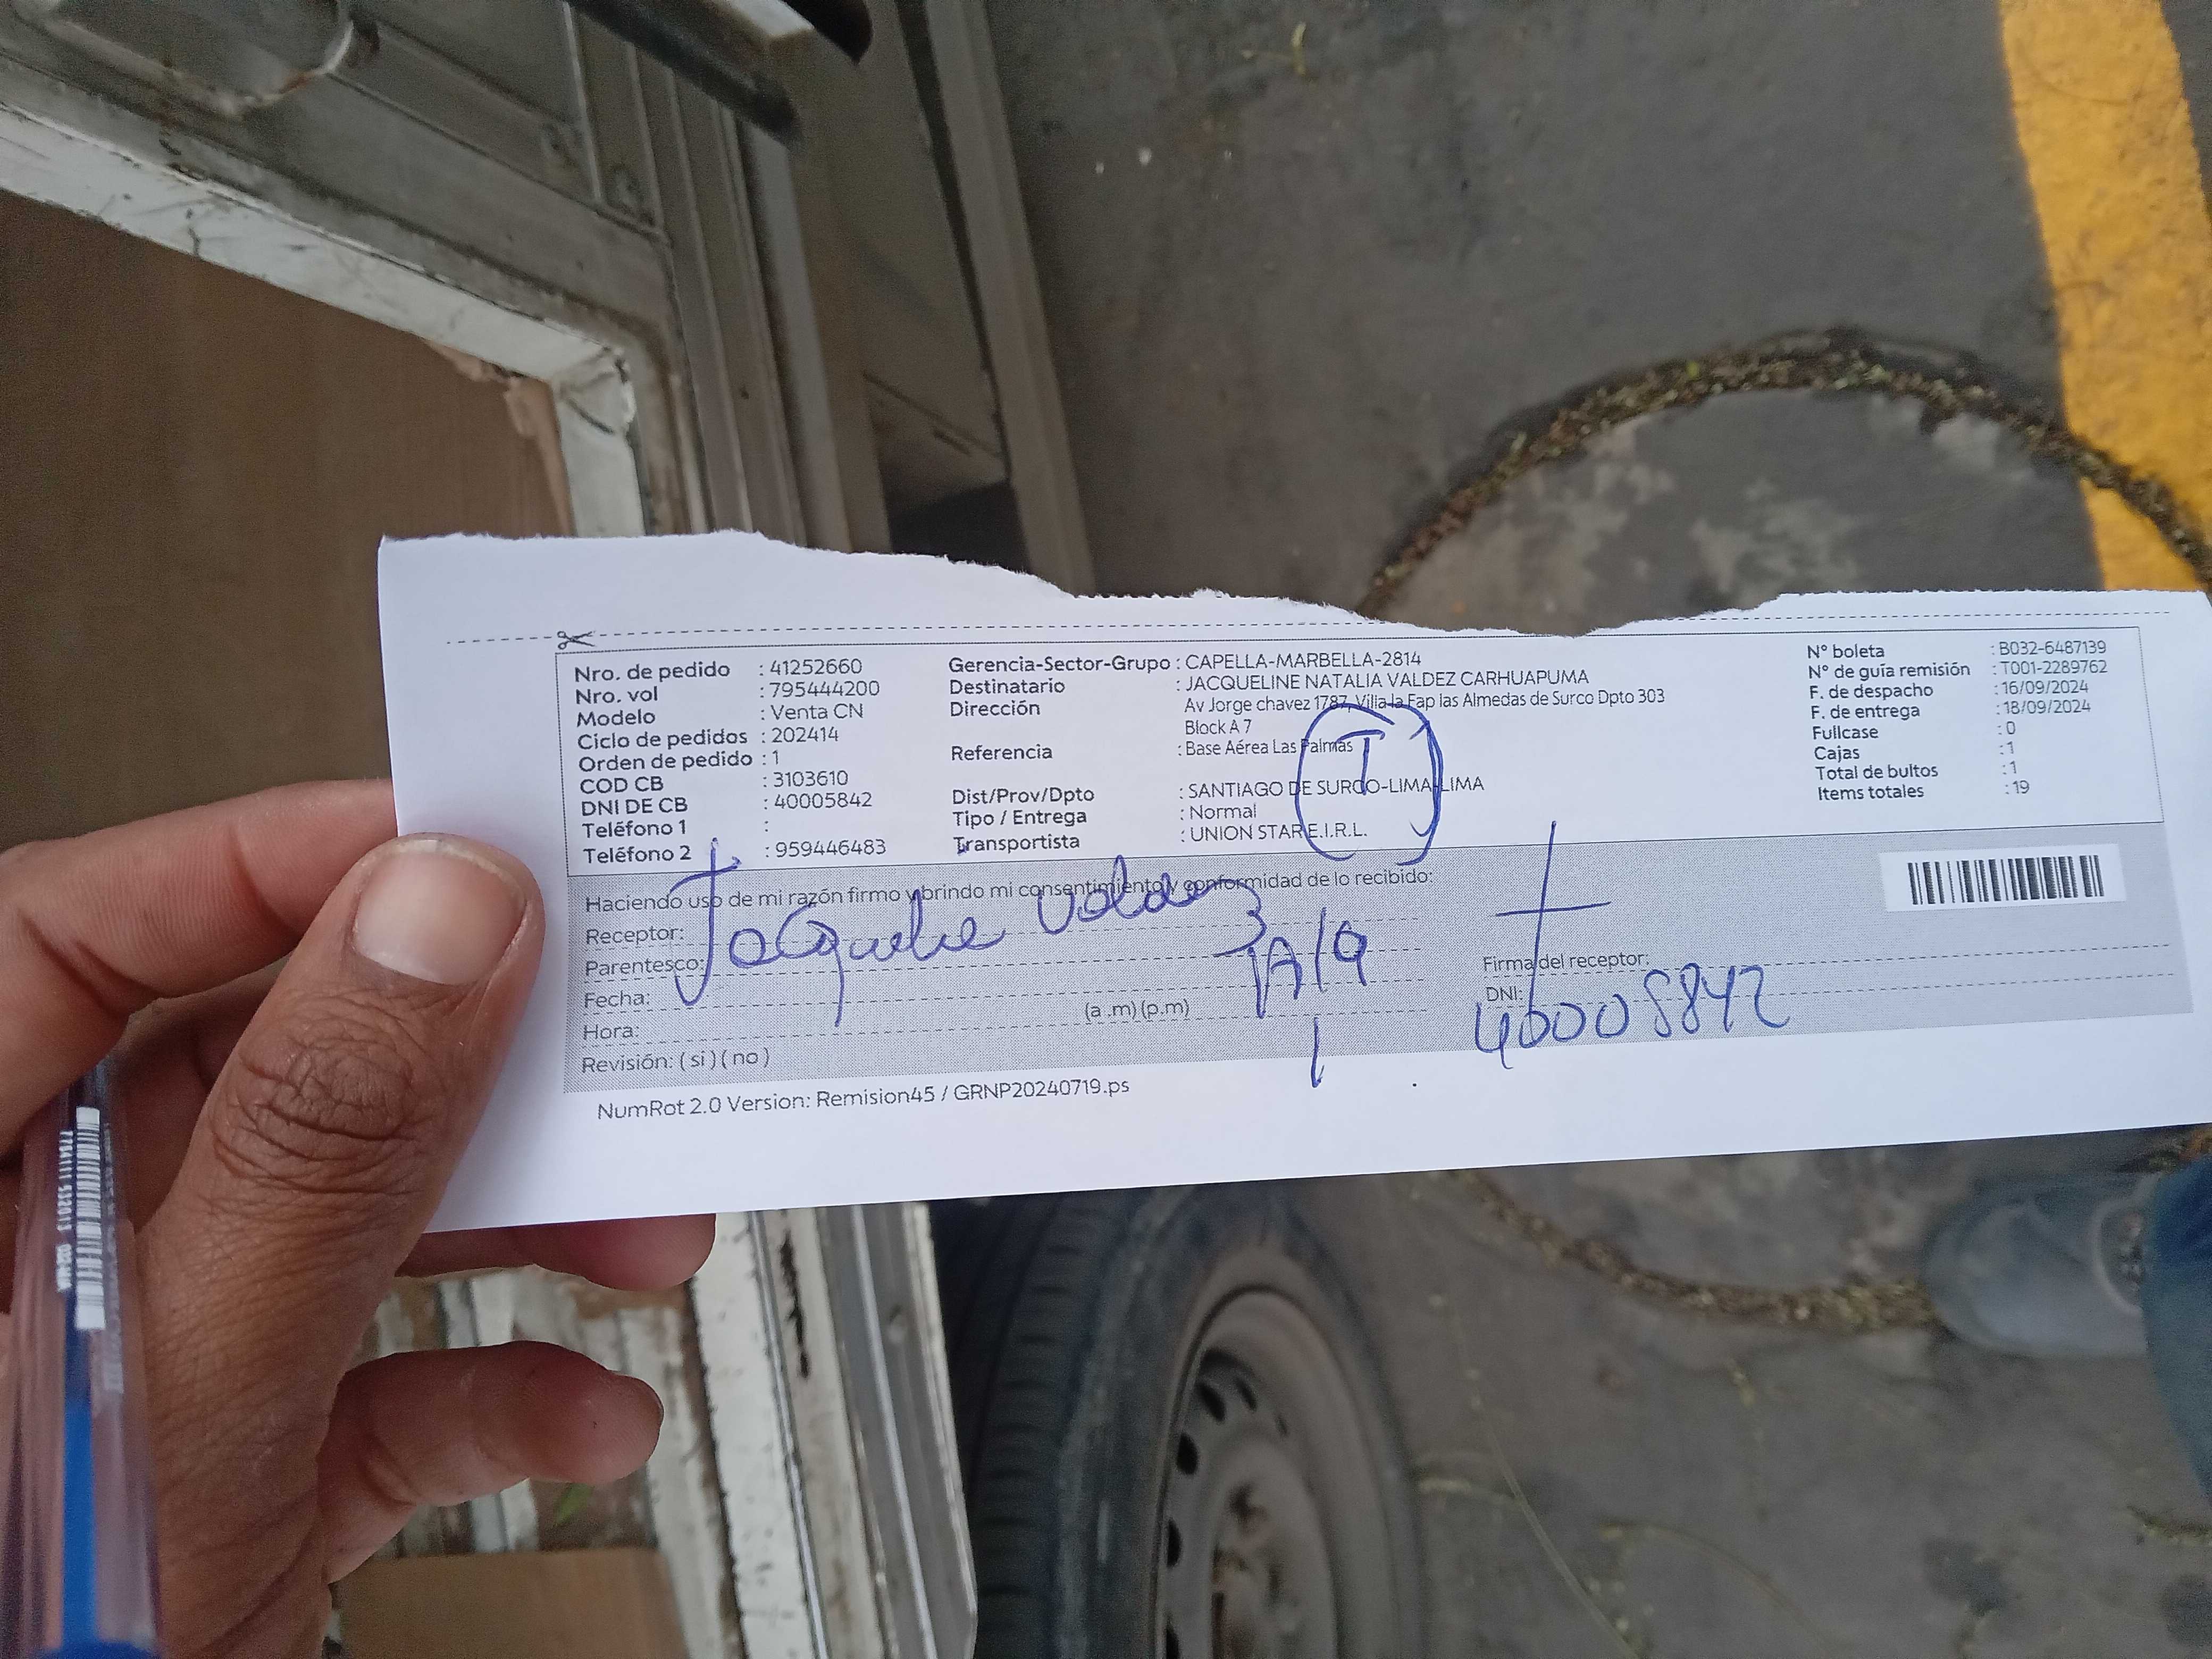 Nro. de pedido : 41252660
Nro. vol : 795444200
Modelo : Venta CN
Ciclo de pedidos : 202414
Orden de pedido : 1
COD CB : 3103610
DNI DE CB : 40005842
Teléfono 1 :
Teléfono 2 : 959446483
Gerencia-Sector-Grupo : CAPELLA-MARBELLA-2814
Destinatario : JACQUELINE NATALIA VALDEZ CARHUAPUMA
Dirección Av Jorge chavez 1787, Villa la Fap las Almedas de Surco Dpto 303
Block A 7
Referencia : Base Aérea Las Palmas
T
Dist/Prov/Dpto : SANTIAGO DE SURCO-LIMA-LIMA
Tipo / Entrega : Normal
Transportista : UNION STAR E.I.R.L.
N° boleta : B032-6487139
N° de guía remisión : T001-2289762
F. de despacho : 16/09/2024
F. de entrega : 18/09/2024
Fullcase : 0
Cajas : 1
Total de bultos : 1
Items totales : 19
Haciendo uso de mi razón firmo y brindo mi consentimiento y conformidad de lo recibido:
Receptor:
Parentesco:
Valdez
Fecha:
Hora: (a .m) (p.m)
Revisión: ( si ) ( no )
Firma del receptor:
DNI: 40005842
NumRot 2.0 Version: Remision45 / GRNP20240719.ps